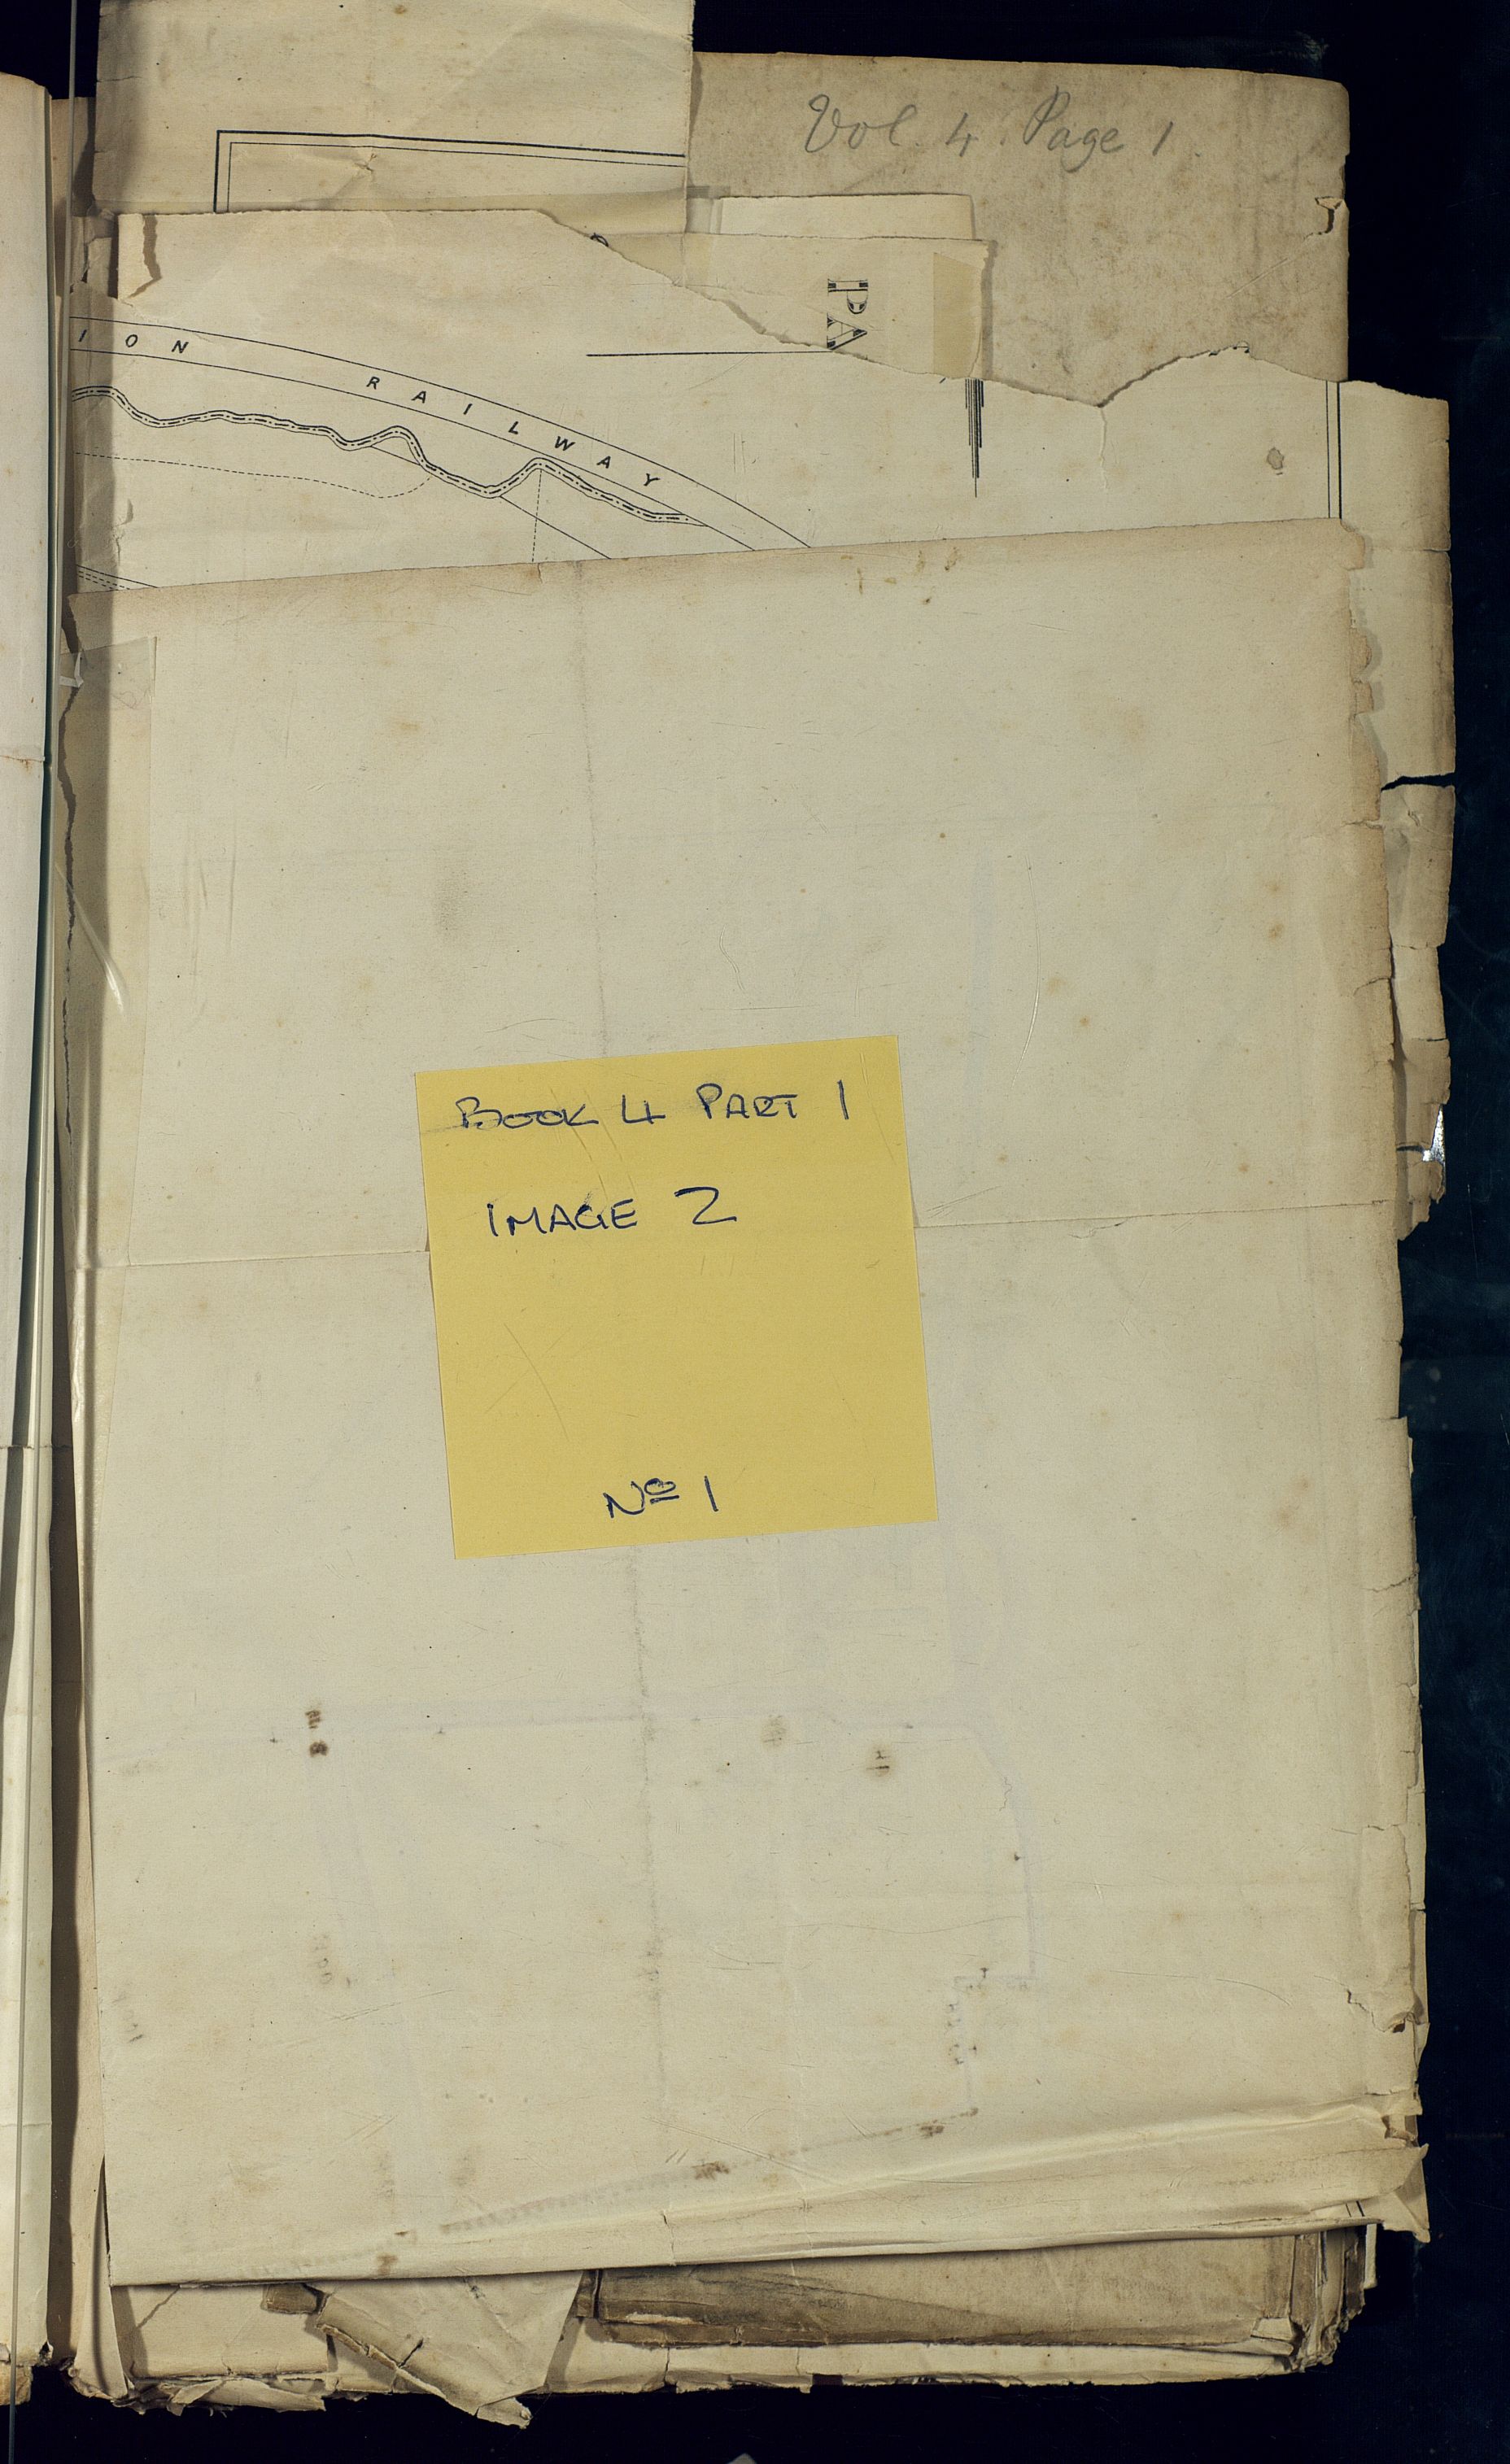 Vol. 4. Page 1
PA
ION RAILWAY
BOOK 4 PART 1
IMAGE 2
Nº 1